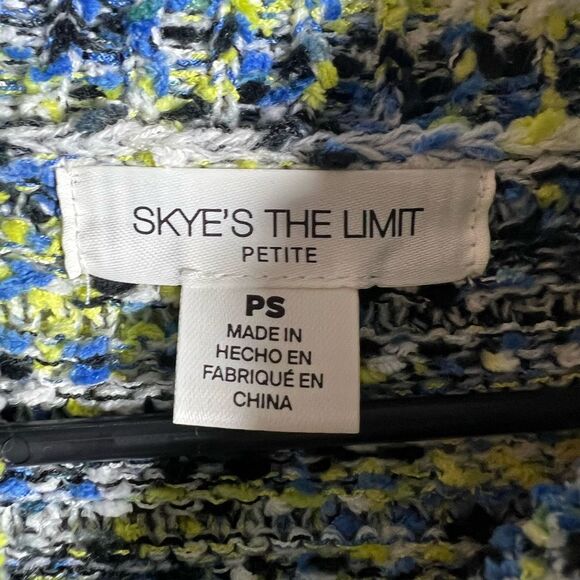 SKYE'S THE LIMIT
PETITE
PS
MADE IN
HECHO EN
FABRIQUÉ EN
CHINA